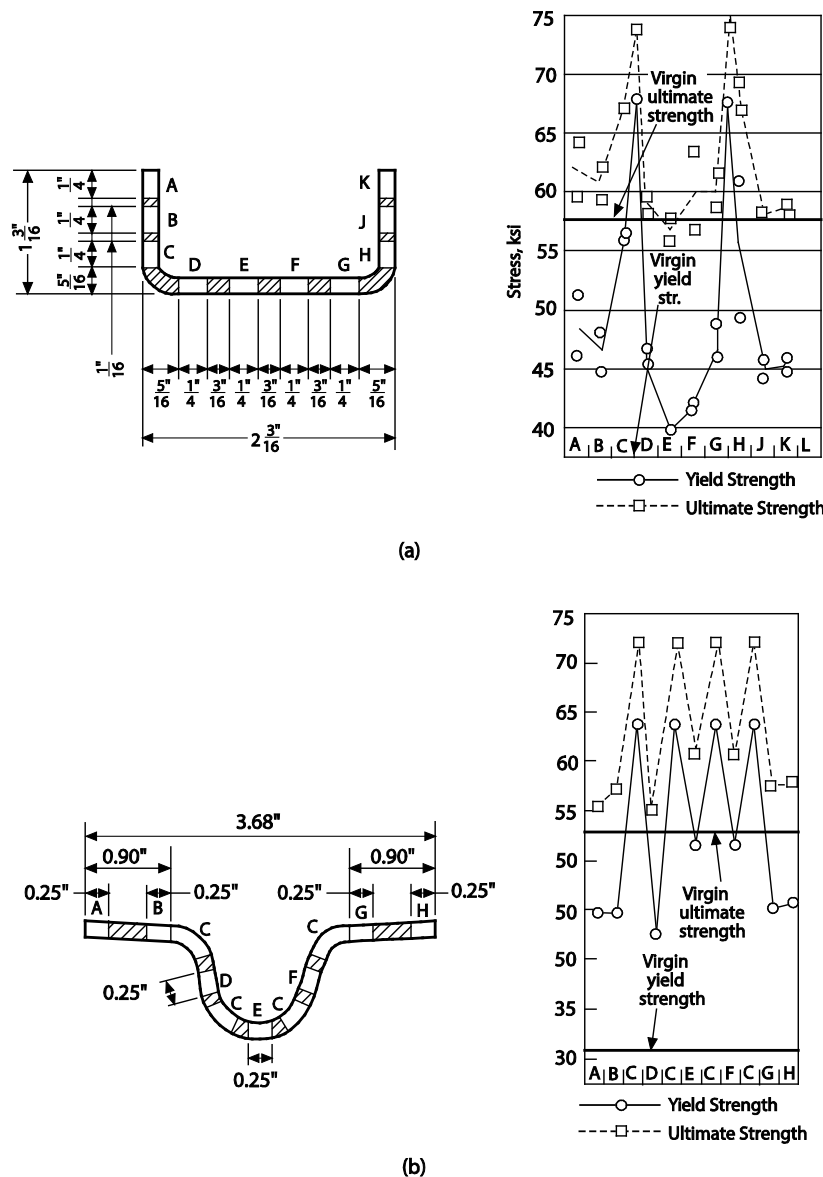 A
B
C
D
E
F
G
H
J
K
1"
4
1"
4
1"
4
5"
16
1 3"
16
1"
16
5"
16
1"
4
3"
16
1"
4
3"
16
1"
4
3"
16
1"
4
5"
16
2 3"
16
75
70
65
60
55
50
45
40
Stress, ksi
Virgin
ultimate
strength
Virgin
yield
str.
A B C D E F G H J K L
Yield Strength
Ultimate Strength
(a)
3.68"
0.90"
0.90"
0.25"
0.25"
0.25"
0.25"
A
B
C
D
C
E
C
F
C
G
H
0.25"
0.25"
75
70
65
60
55
50
50
50
35
30
Virgin
ultimate
strength
Virgin
yield
strength
A B C D C E C F C G H
Yield Strength
Ultimate Strength
(b)